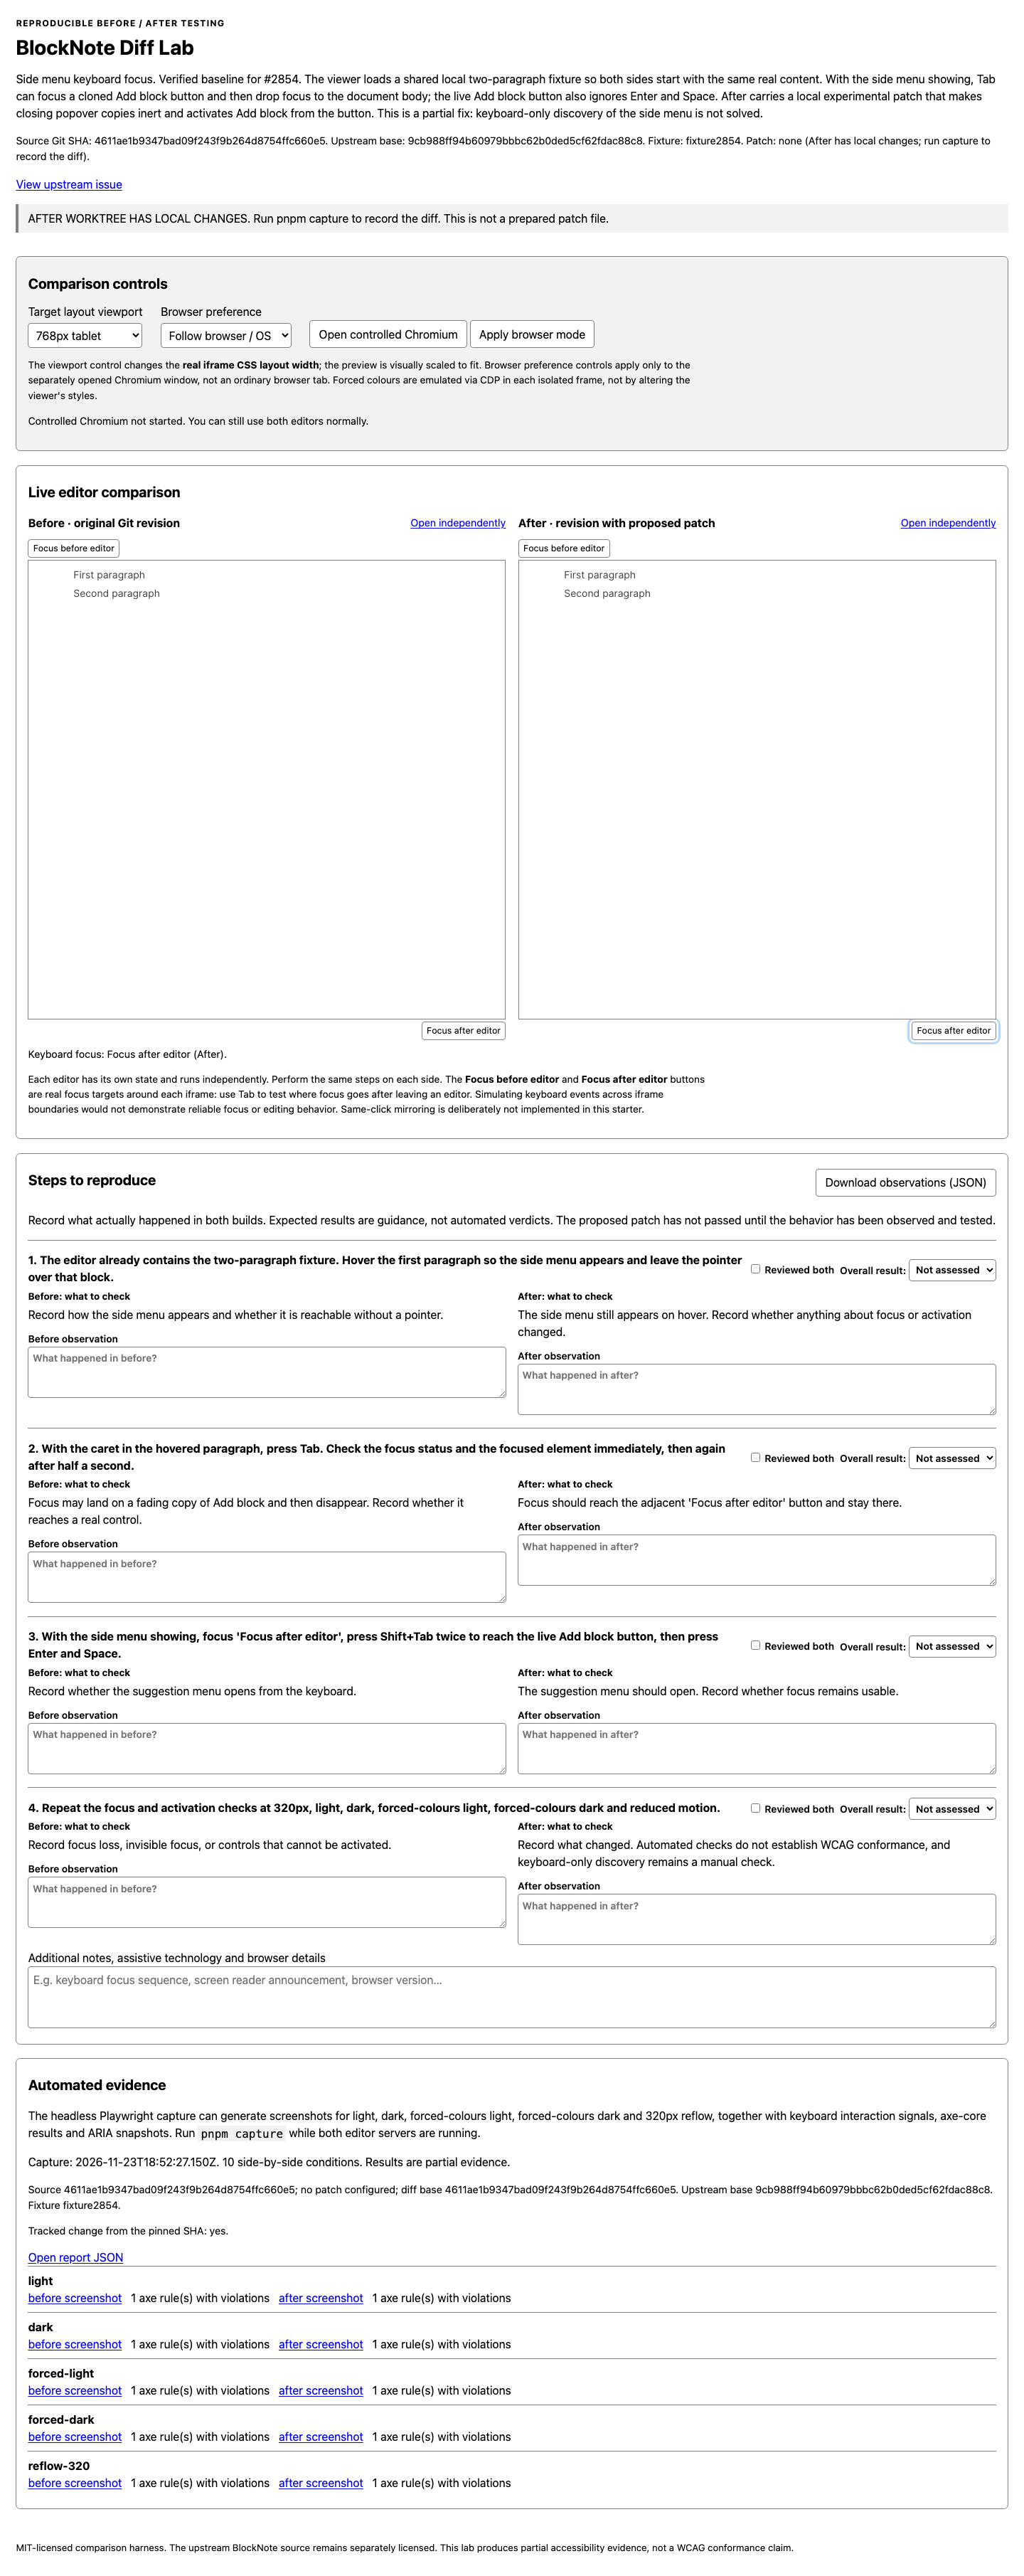 REPRODUCIBLE BEFORE / AFTER TESTING
BlockNote Diff Lab
Side menu keyboard focus. Verified baseline for #2854. The viewer loads a shared local two-paragraph fixture so both sides start with the same real content. With the side menu showing, Tab
can focus a cloned Add block button and then drop focus to the document body; the live Add block button also ignores Enter and Space. After carries a local experimental patch that makes
closing popover copies inert and activates Add block from the button. This is a partial fix: keyboard-only discovery of the side menu is not solved.
Source Git SHA: 4611ae1b9347bad09f243f9b264d8754ffc660e5. Upstream base: 9cb988ff94b60979bbbc62b0ded5cf62fdac88c8. Fixture: fixture2854. Patch: none (After has local changes; run capture to
record the diff).
View upstream issue
AFTER WORKTREE HAS LOCAL CHANGES. Run pnpm capture to record the diff. This is not a prepared patch file.
Comparison controls
Target layout viewport Browser preference
768px tablet Follow browser / OS Open controlled Chromium Apply browser mode
The viewport control changes the real iframe CSS layout width; the preview is visually scaled to fit. Browser preference controls apply only to the
separately opened Chromium window, not an ordinary browser tab. Forced colours are emulated via CDP in each isolated frame, not by altering the
viewer's styles.
Controlled Chromium not started. You can still use both editors normally.
Live editor comparison
Before · original Git revision Open independently After · revision with proposed patch Open independently
Focus before editor Focus before editor
First paragraph First paragraph
Second paragraph Second paragraph
Focus after editor Focus after editor
Keyboard focus: Focus after editor (After).
Each editor has its own state and runs independently. Perform the same steps on each side. The Focus before editor and Focus after editor buttons
are real focus targets around each iframe: use Tab to test where focus goes after leaving an editor. Simulating keyboard events across iframe
boundaries would not demonstrate reliable focus or editing behavior. Same-click mirroring is deliberately not implemented in this starter.
Steps to reproduce Download observations (JSON)
Record what actually happened in both builds. Expected results are guidance, not automated verdicts. The proposed patch has not passed until the behavior has been observed and tested.
1. The editor already contains the two-paragraph fixture. Hover the first paragraph so the side menu appears and leave the pointer
over that block.
Reviewed both Overall result: Not assessed
Before: what to check
Record how the side menu appears and whether it is reachable without a pointer.
Before observation
What happened in before?
After: what to check
The side menu still appears on hover. Record whether anything about focus or activation
changed.
After observation
What happened in after?
2. With the caret in the hovered paragraph, press Tab. Check the focus status and the focused element immediately, then again
after half a second.
Reviewed both Overall result: Not assessed
Before: what to check
Focus may land on a fading copy of Add block and then disappear. Record whether it
reaches a real control.
Before observation
What happened in before?
After: what to check
Focus should reach the adjacent 'Focus after editor' button and stay there.
After observation
What happened in after?
3. With the side menu showing, focus 'Focus after editor', press Shift+Tab twice to reach the live Add block button, then press
Enter and Space.
Reviewed both Overall result: Not assessed
Before: what to check
Record whether the suggestion menu opens from the keyboard.
Before observation
What happened in before?
After: what to check
The suggestion menu should open. Record whether focus remains usable.
After observation
What happened in after?
4. Repeat the focus and activation checks at 320px, light, dark, forced-colours light, forced-colours dark and reduced motion.
Reviewed both Overall result: Not assessed
Before: what to check
Record focus loss, invisible focus, or controls that cannot be activated.
Before observation
What happened in before?
After: what to check
Record what changed. Automated checks do not establish WCAG conformance, and
keyboard-only discovery remains a manual check.
After observation
What happened in after?
Additional notes, assistive technology and browser details
E.g. keyboard focus sequence, screen reader announcement, browser version...
Automated evidence
The headless Playwright capture can generate screenshots for light, dark, forced-colours light, forced-colours dark and 320px reflow, together with keyboard interaction signals, axe-core
results and ARIA snapshots. Run pnpm capture while both editor servers are running.
Capture: 2026-11-23T18:52:27.150Z. 10 side-by-side conditions. Results are partial evidence.
Source 4611ae1b9347bad09f243f9b264d8754ffc660e5; no patch configured; diff base 4611ae1b9347bad09f243f9b264d8754ffc660e5. Upstream base 9cb988ff94b60979bbbc62b0ded5cf62fdac88c8.
Fixture fixture2854.
Tracked change from the pinned SHA: yes.
Open report JSON
light
before screenshot 1 axe rule(s) with violations after screenshot 1 axe rule(s) with violations
dark
before screenshot 1 axe rule(s) with violations after screenshot 1 axe rule(s) with violations
forced-light
before screenshot 1 axe rule(s) with violations after screenshot 1 axe rule(s) with violations
forced-dark
before screenshot 1 axe rule(s) with violations after screenshot 1 axe rule(s) with violations
reflow-320
before screenshot 1 axe rule(s) with violations after screenshot 1 axe rule(s) with violations
MIT-licensed comparison harness. The upstream BlockNote source remains separately licensed. This lab produces partial accessibility evidence, not a WCAG conformance claim.